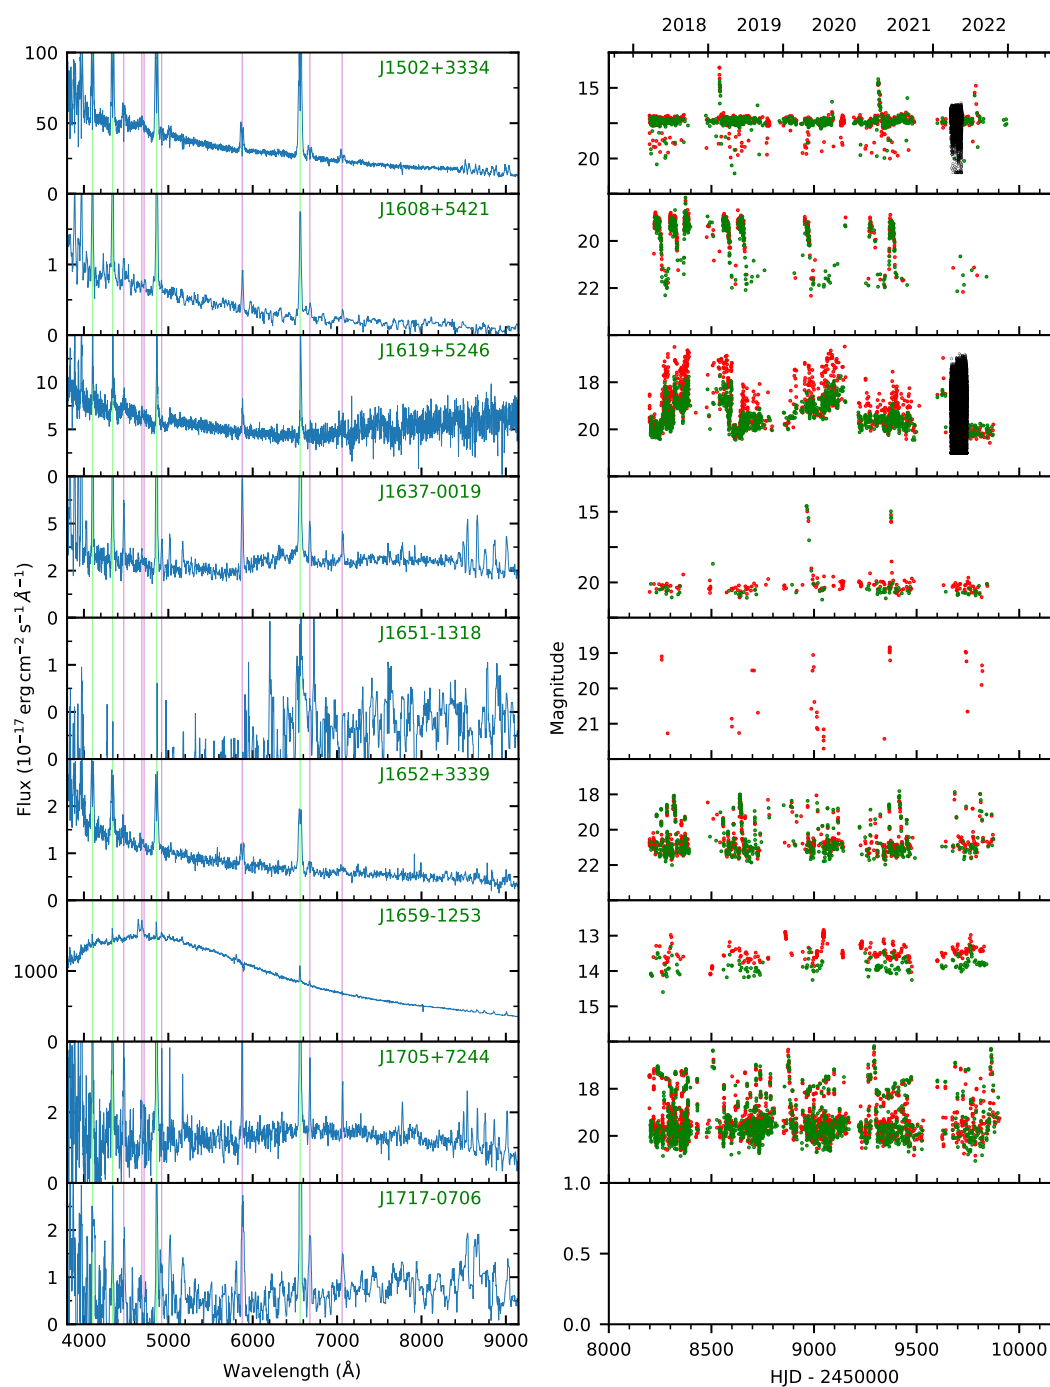 2018 2019 2020 2021 2022
J1502+3334
100
50
0
15
20
J1608+5421
1
0
20
22
J1619+5246
10
5
0
18
20
J1637-0019
5
2
0
15
20
J1651-1318
1
0
0
19
20
21
J1652+3339
2
1
0
18
20
22
J1659-1253
1000
0
13
14
15
J1705+7244
2
0
18
20
J1717-0706
2
1
0
1.0
0.5
0.0
Flux (10⁻¹⁷ erg cm⁻² s⁻¹ Å⁻¹)
Magnitude
4000 5000 6000 7000 8000 9000
Wavelength (Å)
8000 8500 9000 9500 10000
HJD - 2450000